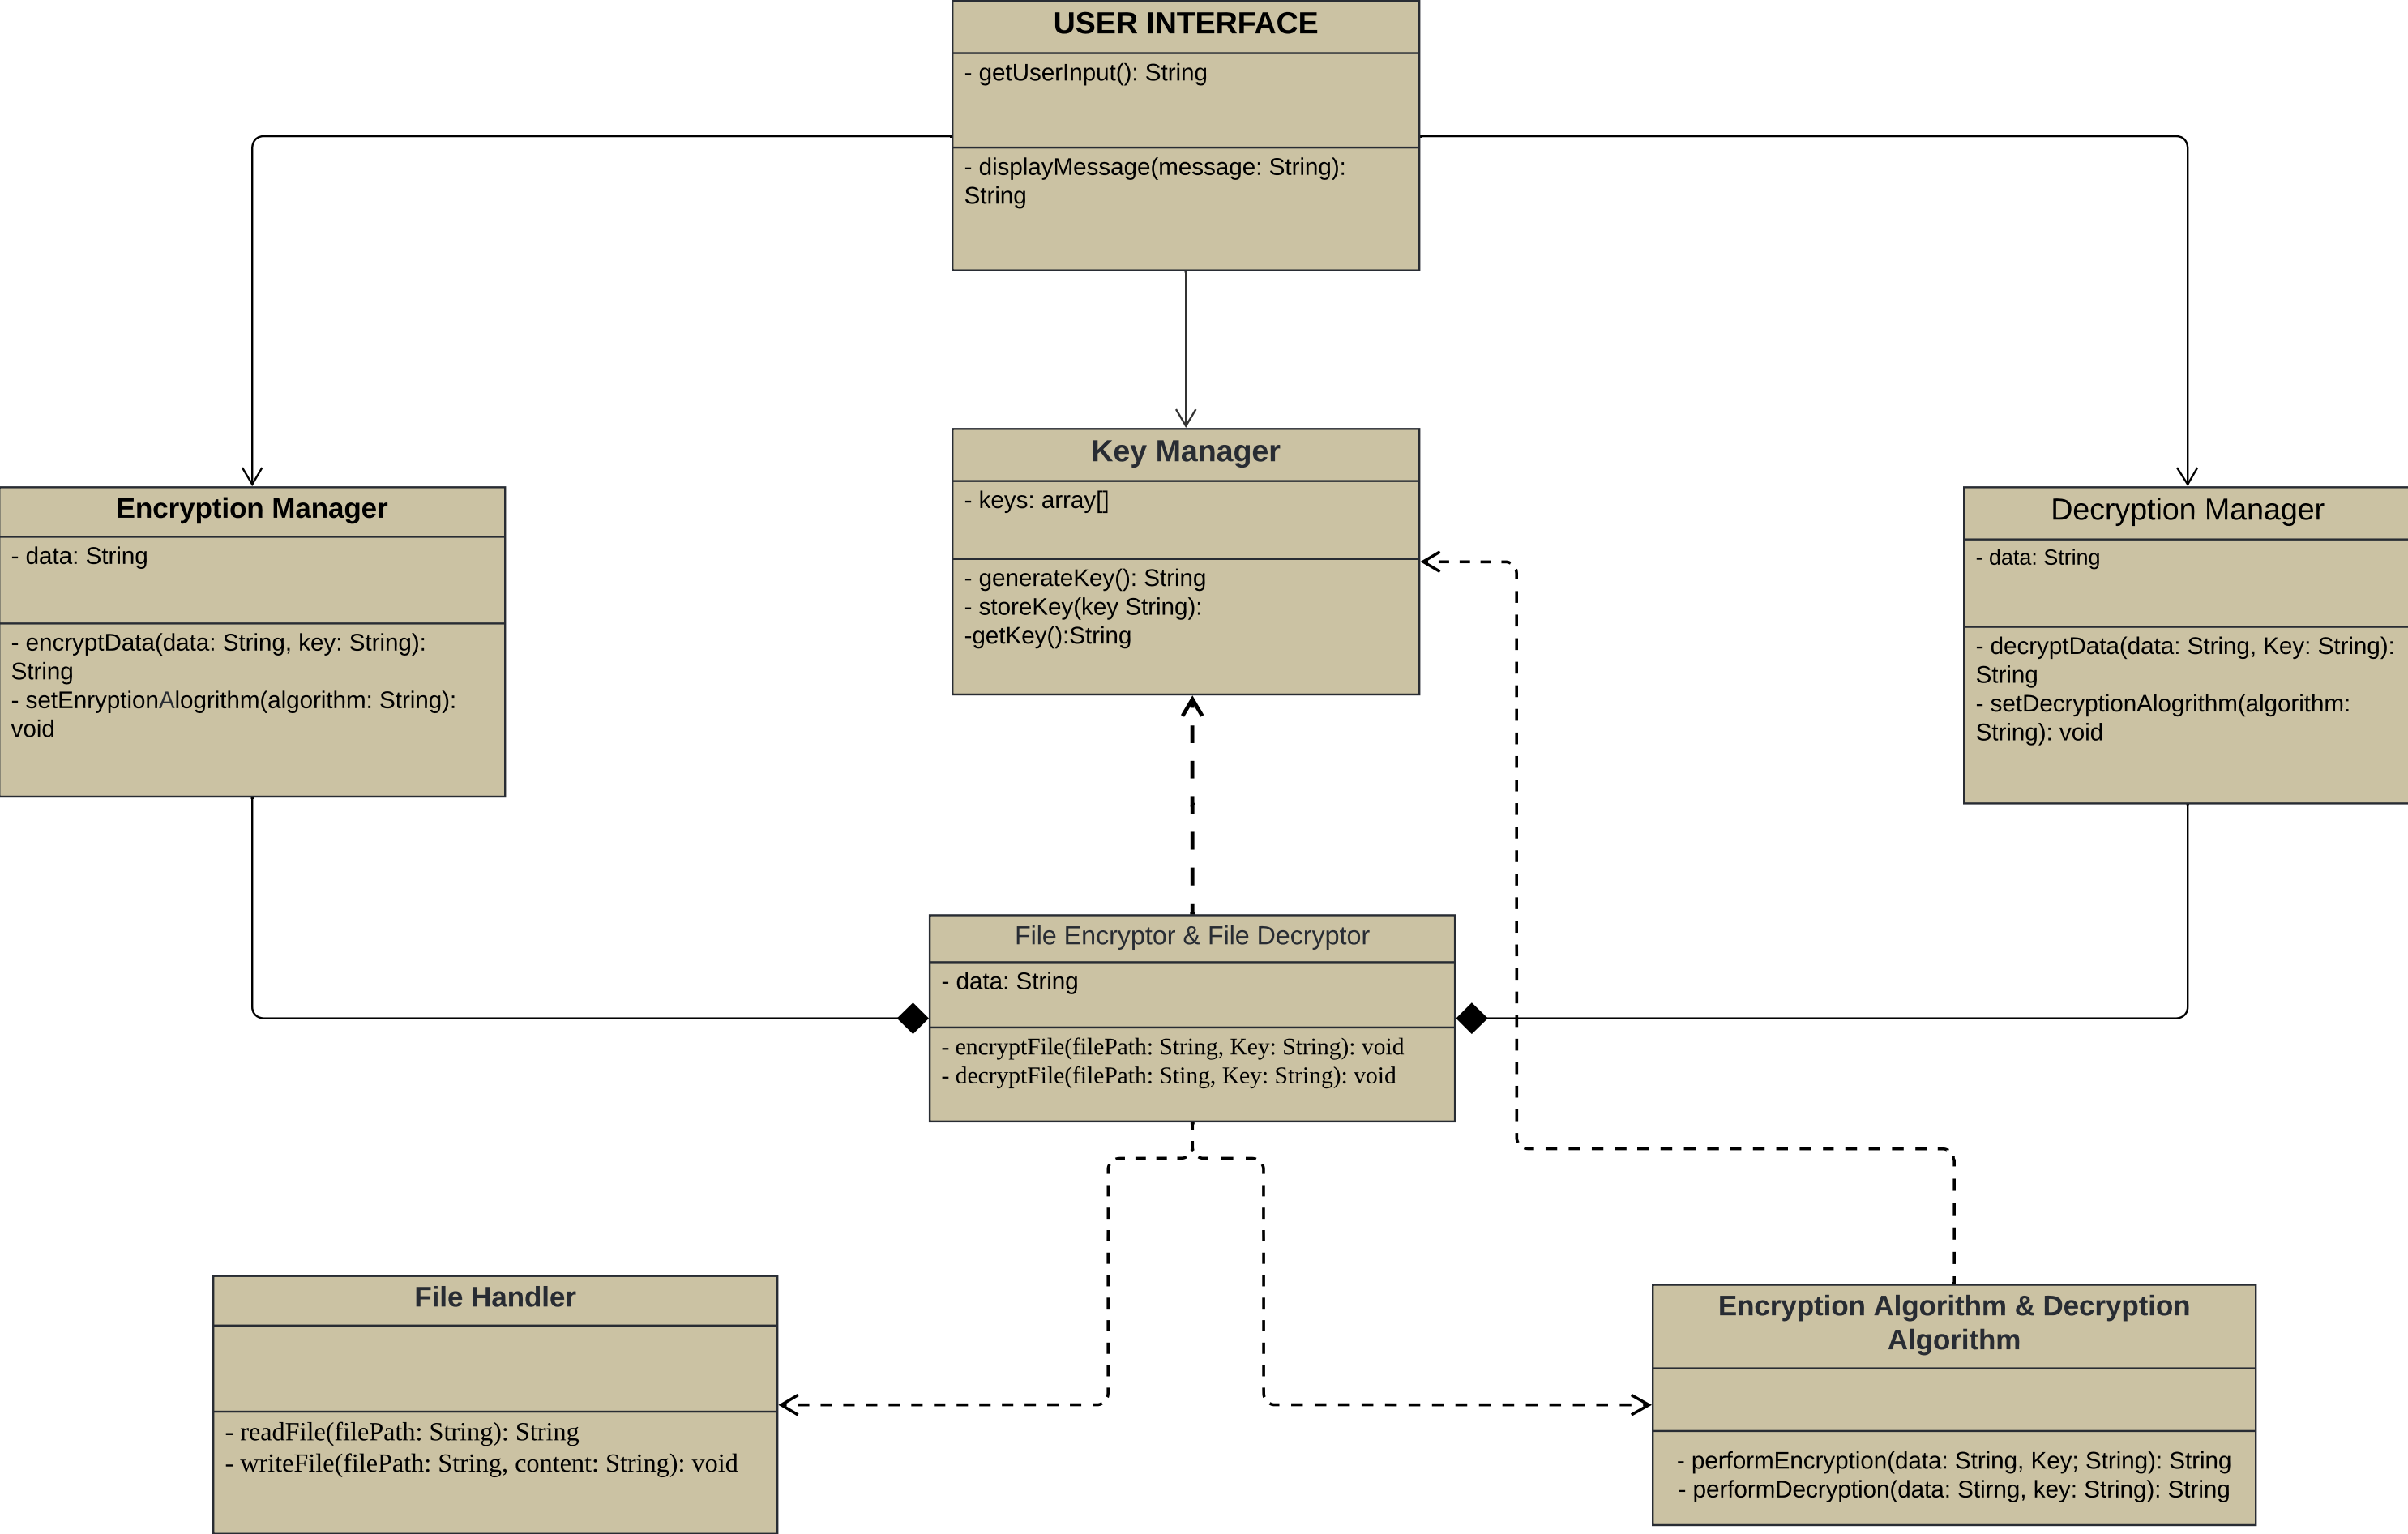 USER INTERFACE
- getUserInput(): String
- displayMessage(message: String):
String
Key Manager
- keys: array[]
- generateKey(): String
- storeKey(key String):
-getKey():String
Encryption Manager
- data: String
- encryptData(data: String, key: String):
String
- setEnryptionAlogrithm(algorithm: String):
void
Decryption Manager
- data: String
- decryptData(data: String, Key: String):
String
- setDecryptionAlogrithm(algorithm:
String): void
File Encryptor & File Decryptor
- data: String
- encryptFile(filePath: String, Key: String): void
- decryptFile(filePath: Sting, Key: String): void
File Handler
- readFile(filePath: String): String
- writeFile(filePath: String, content: String): void
Encryption Algorithm & Decryption
Algorithm
- performEncryption(data: String, Key; String): String
- performDecryption(data: Stirng, key: String): String